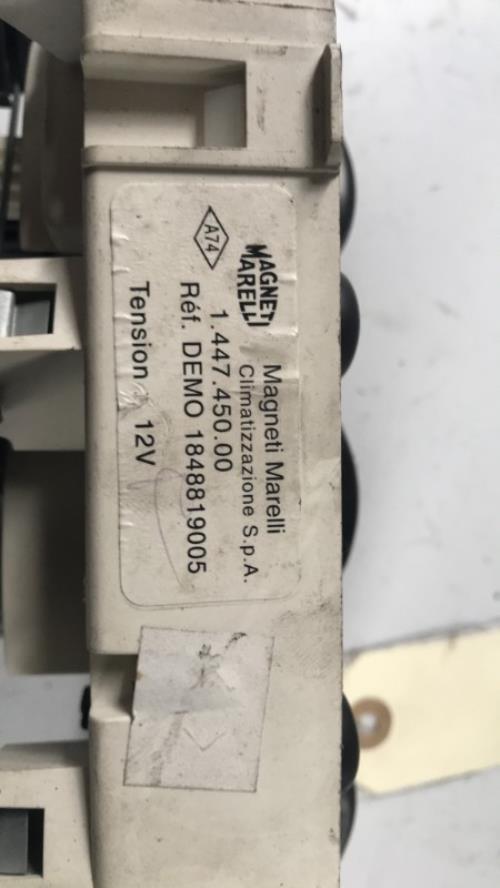 A74
MAGNETI
MARELLI
Magneti Marelli
Climatizzazione S.p.A.
1.447.450.00
Réf. DEMO 1848819005
Tension 12V